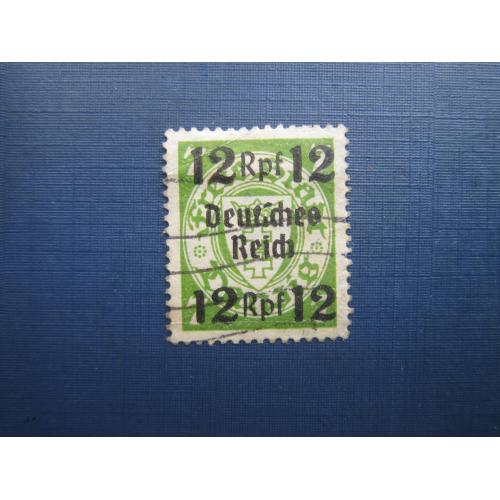 12 Rpf 12
Deutsches
Reich
12 Rpf 12